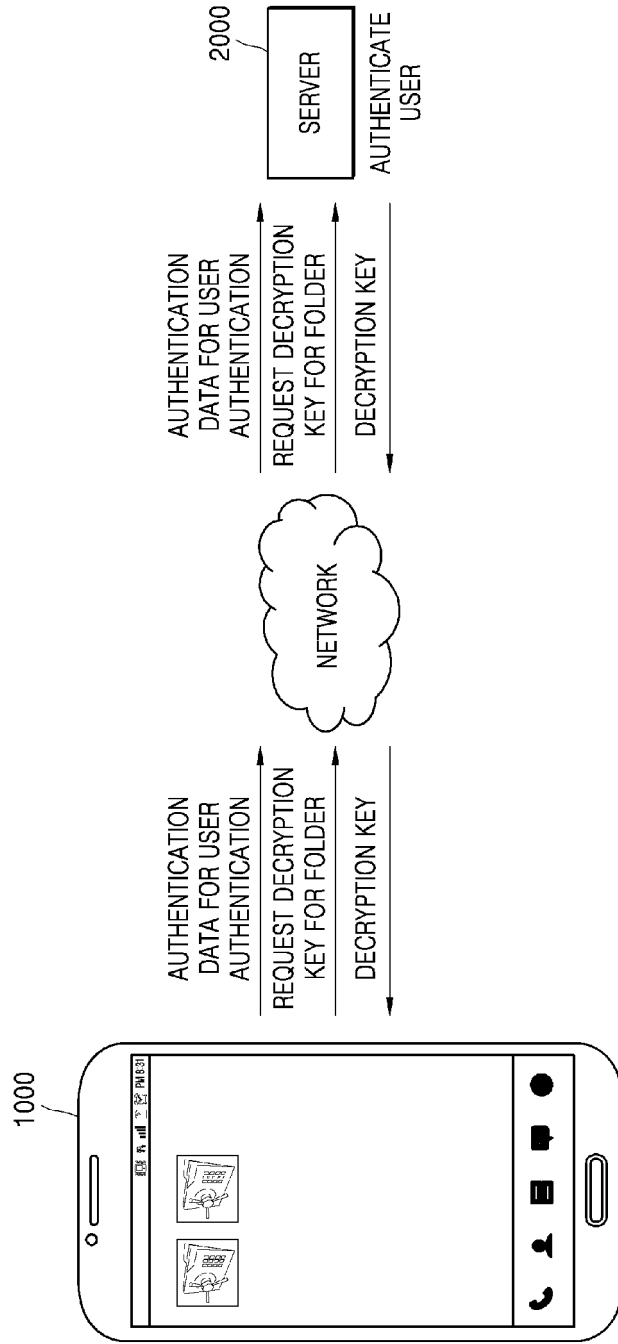 1000
PM 8:31
AUTHENTICATION
DATA FOR USER
AUTHENTICATION
REQUEST DECRYPTION
KEY FOR FOLDER
DECRYPTION KEY
NETWORK
AUTHENTICATION
DATA FOR USER
AUTHENTICATION
REQUEST DECRYPTION
KEY FOR FOLDER
DECRYPTION KEY
2000
SERVER
AUTHENTICATE
USER